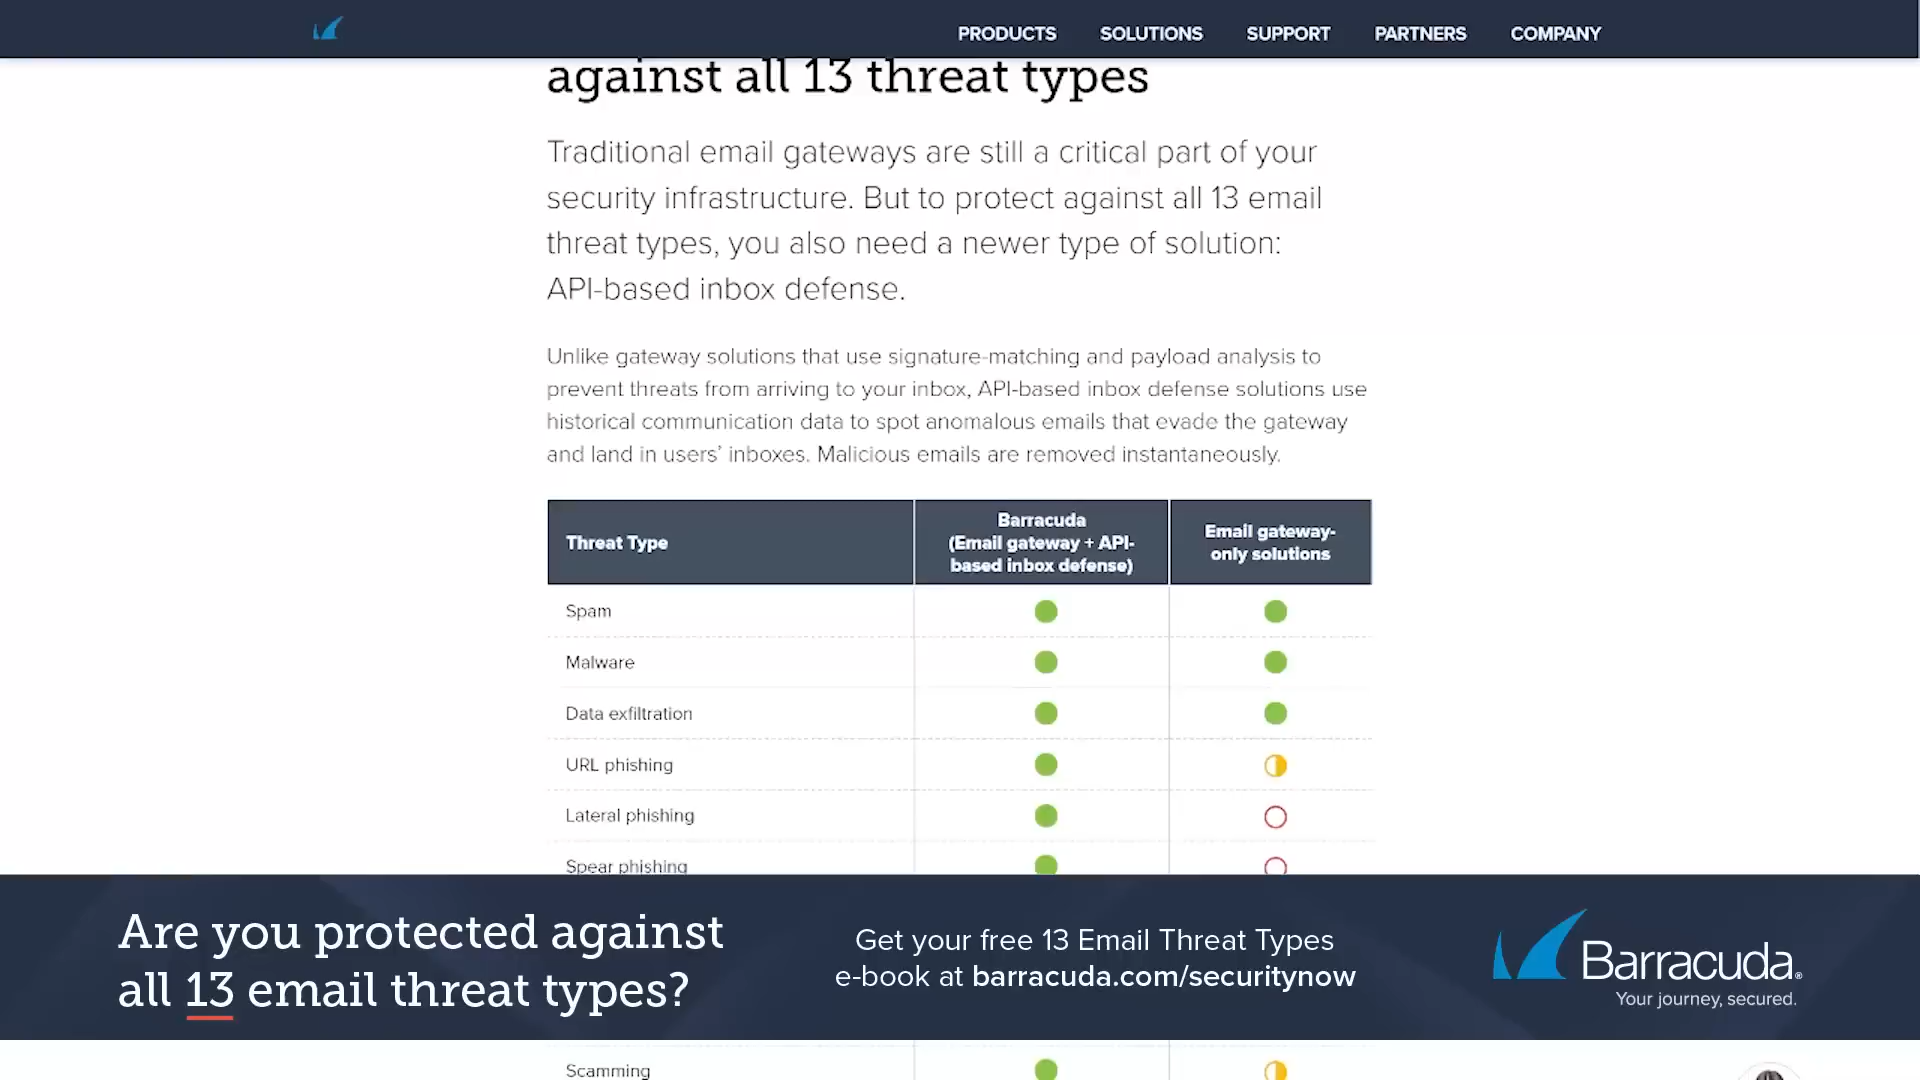 PRODUCTS SOLUTIONS SUPPORT PARTNERS COMPANY
against all 13 threat types
Traditional email gateways are still a critical part of your
security infrastructure. But to protect against all 13 email
threat types, you also need a newer type of solution:
API-based inbox defense.
Unlike gateway solutions that use signature-matching and payload analysis to
prevent threats from arriving to your inbox, API-based inbox defense solutions use
historical communication data to spot anomalous emails that evade the gateway
and land in users’ inboxes. Malicious emails are removed instantaneously.
Threat Type
Barracuda
(Email gateway + API-
based inbox defense)
Email gateway-
only solutions
Spam
Malware
Data exfiltration
URL phishing
Lateral phishing
Spear phishing
Are you protected against
all 13 email threat types?
Get your free 13 Email Threat Types
e-book at barracuda.com/securitynow
Barracuda®
Your journey, secured.
Scamming